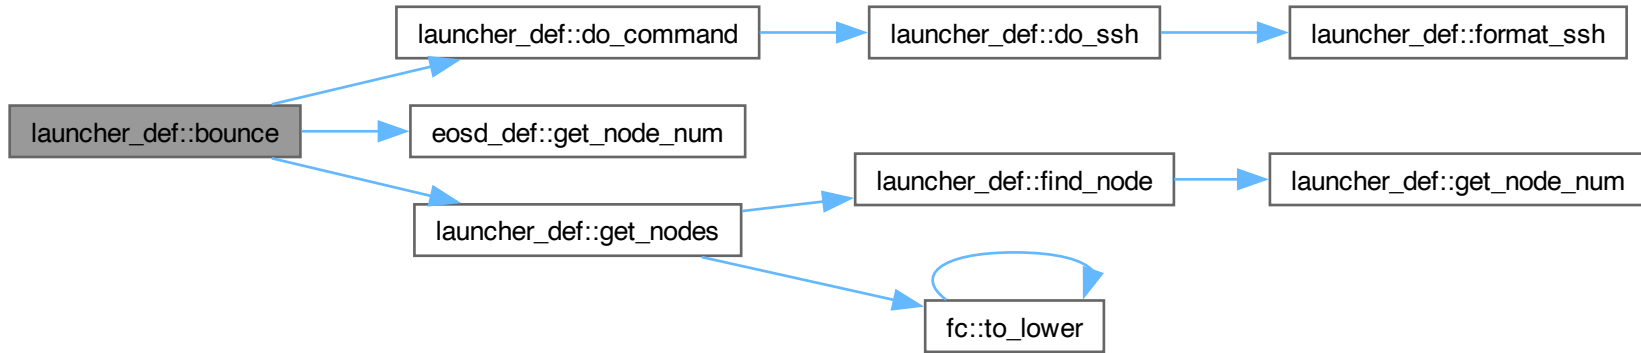 launcher_def::do_command
launcher_def::do_ssh
launcher_def::format_ssh
launcher_def::bounce
eosd_def::get_node_num
launcher_def::find_node
launcher_def::get_node_num
launcher_def::get_nodes
fc::to_lower